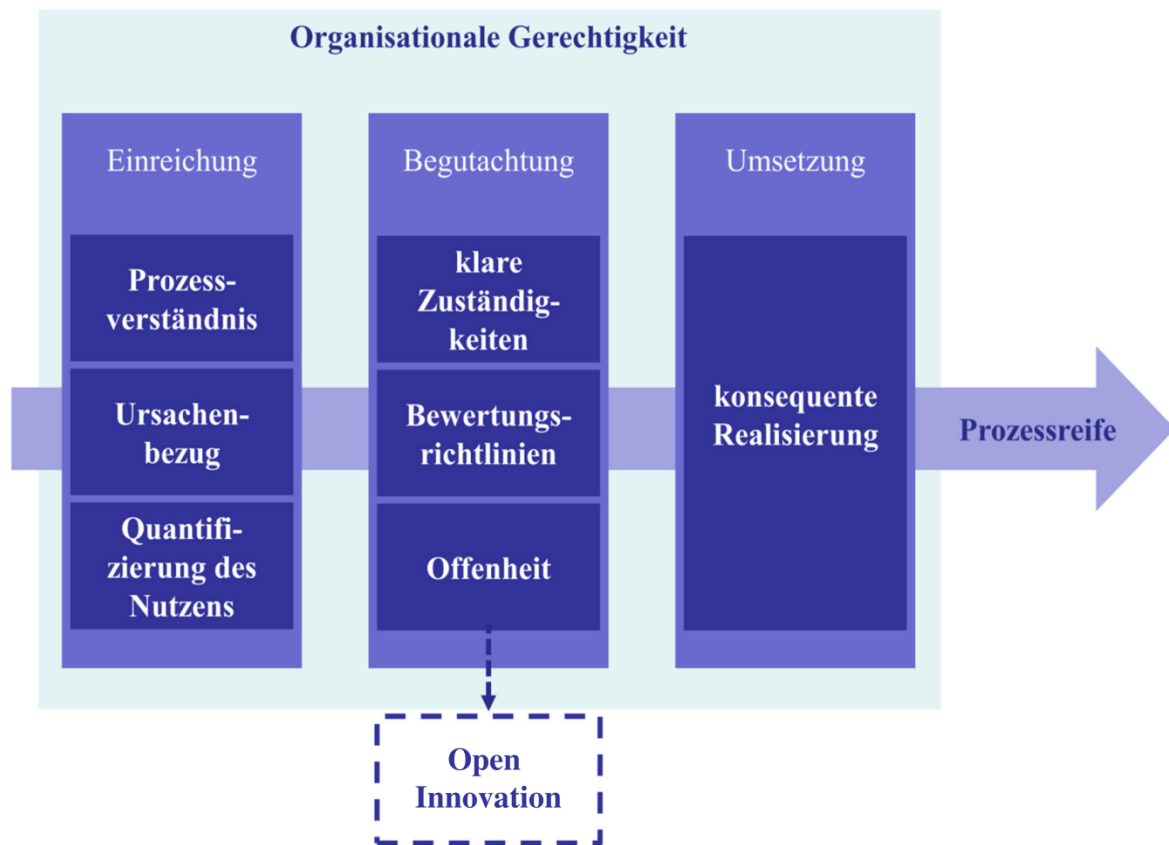 Organisationale Gerechtigkeit
Einreichung
Prozess-
verständnis
Ursachen-
bezug
Quantifi-
zierung des
Nutzens
Begutachtung
klare
Zuständig-
keiten
Bewertungs-
richtlinien
Offenheit
Open
Innovation
Umsetzung
konsequente
Realisierung
Prozessreife